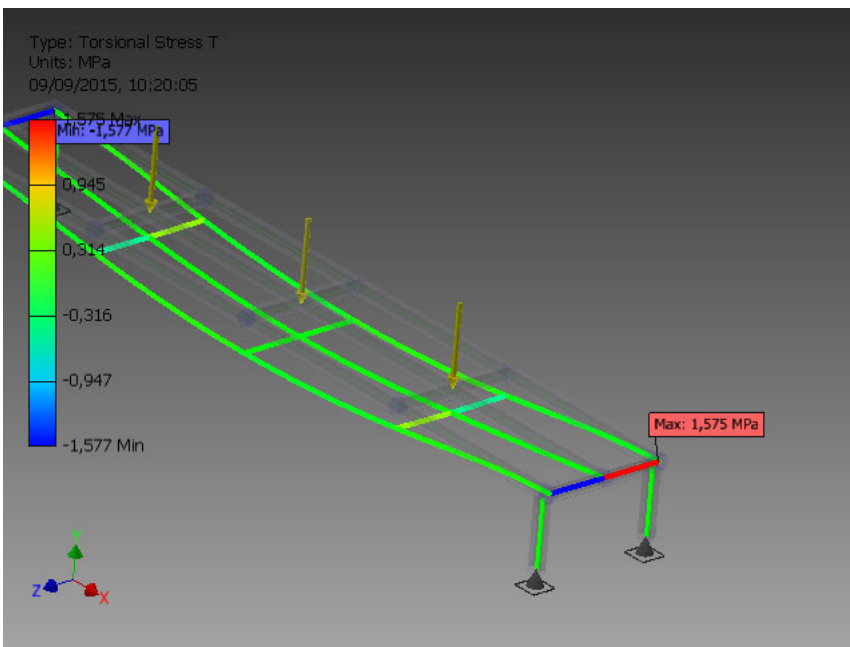 Type: Torsional Stress T
Units: MPa
09/09/2015, 10:20:05
1,575 Max
Min: -1,577 MPa
0,945
0,314
-0,316
-0,947
-1,577 Min
Max: 1,575 MPa
Y
Z
X